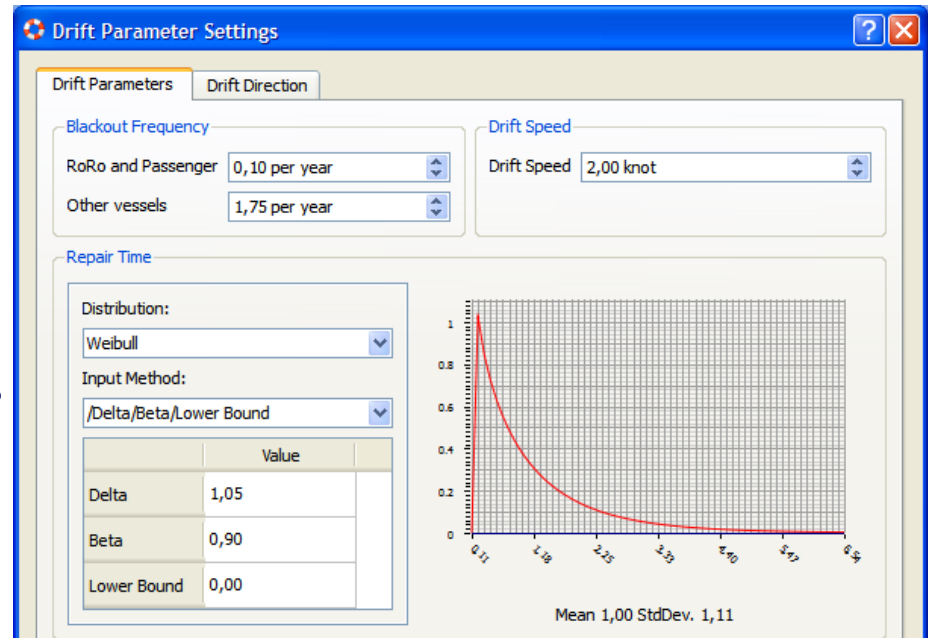 Drift Parameter Settings
Drift Parameters
Drift Direction
Blackout Frequency
RoRo and Passenger 0,10 per year
Other vessels 1,75 per year
Drift Speed
Drift Speed 2,00 knot
Repair Time
Distribution:
Weibull
Input Method:
/Delta/Beta/Lower Bound
Value
Delta 1,05
Beta 0,90
Lower Bound 0,00
1
0.8
0.6
0.4
0.2
0
0.11 1.18 2.25 3.33 4.40 5.47 6.54
Mean 1,00 StdDev. 1,11